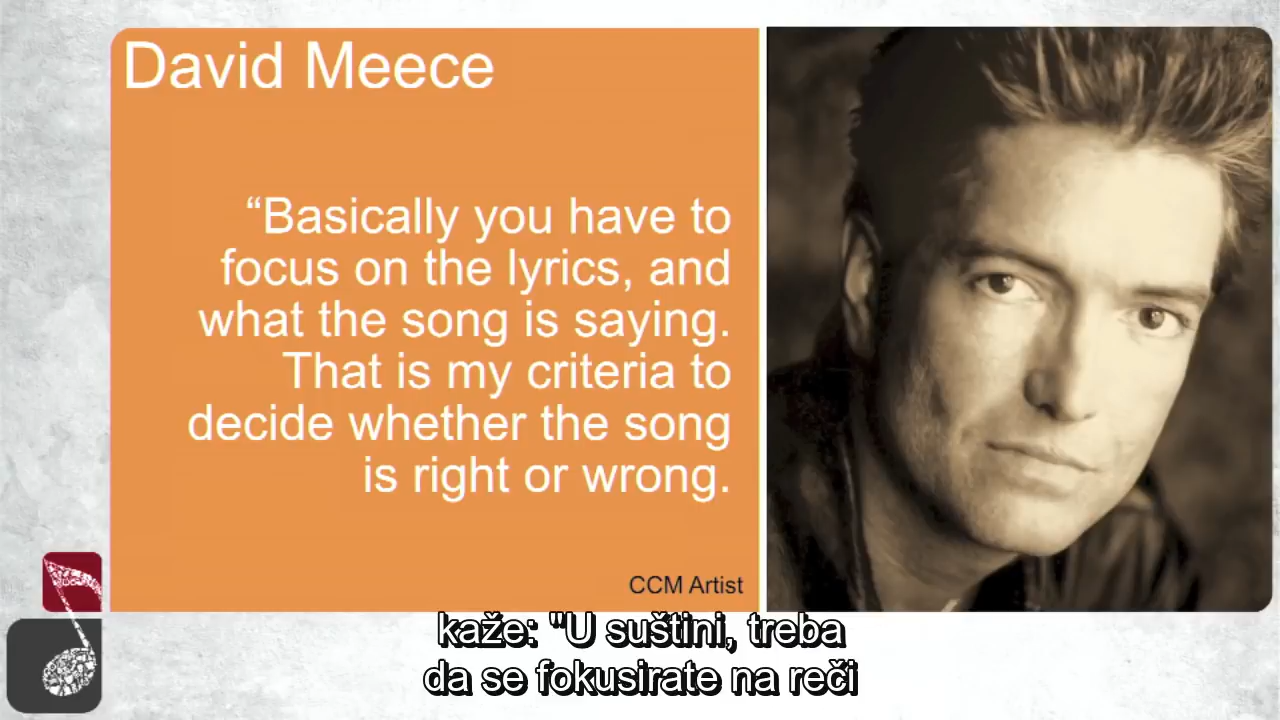 David Meece
“Basically you have to
focus on the lyrics, and
what the song is saying.
That is my criteria to
decide whether the song
is right or wrong.
CCM Artist
kaže: "U suštini, treba
da se fokusirate na reči